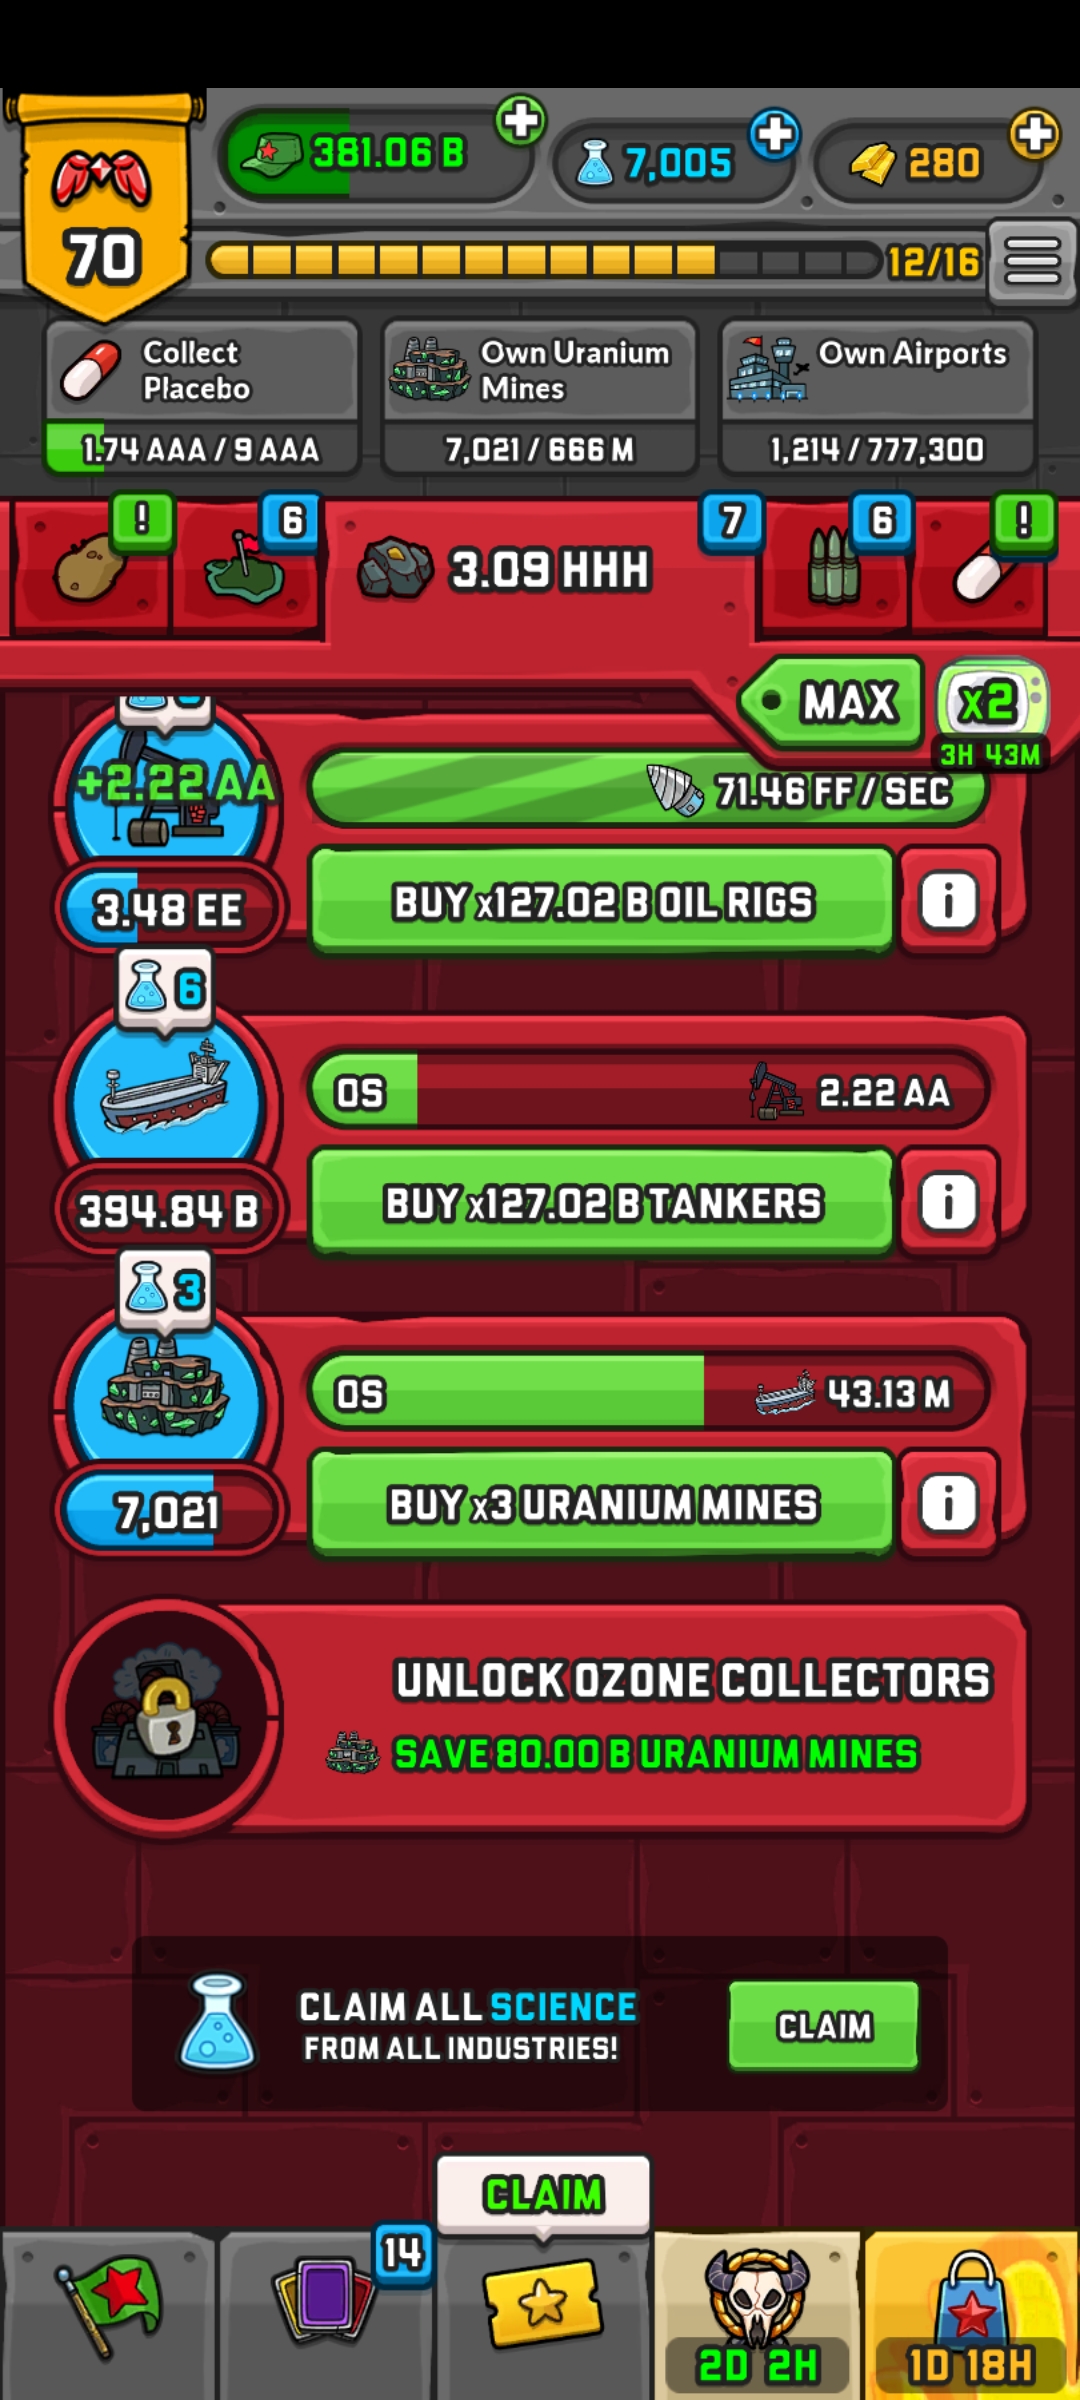 70
381.06 B
7,005
280
12/16
Collect
Placebo
1.74 AAA / 9 AAA
Own Uranium
Mines
7,021 / 666 M
Own Airports
1,214 / 777,300
!
6
3.09 HHH
7
6
!
MAX
x2
3H 43M
+2.22 AA
71.46 FF / SEC
3.48 EE
BUY x127.02 B OIL RIGS
i
6
0S
2.22 AA
394.84 B
BUY x127.02 B TANKERS
i
3
0S
43.13 M
7,021
BUY x3 URANIUM MINES
i
UNLOCK OZONE COLLECTORS
SAVE 80.00 B URANIUM MINES
CLAIM ALL SCIENCE
FROM ALL INDUSTRIES!
CLAIM
CLAIM
14
2D 2H
1D 18H